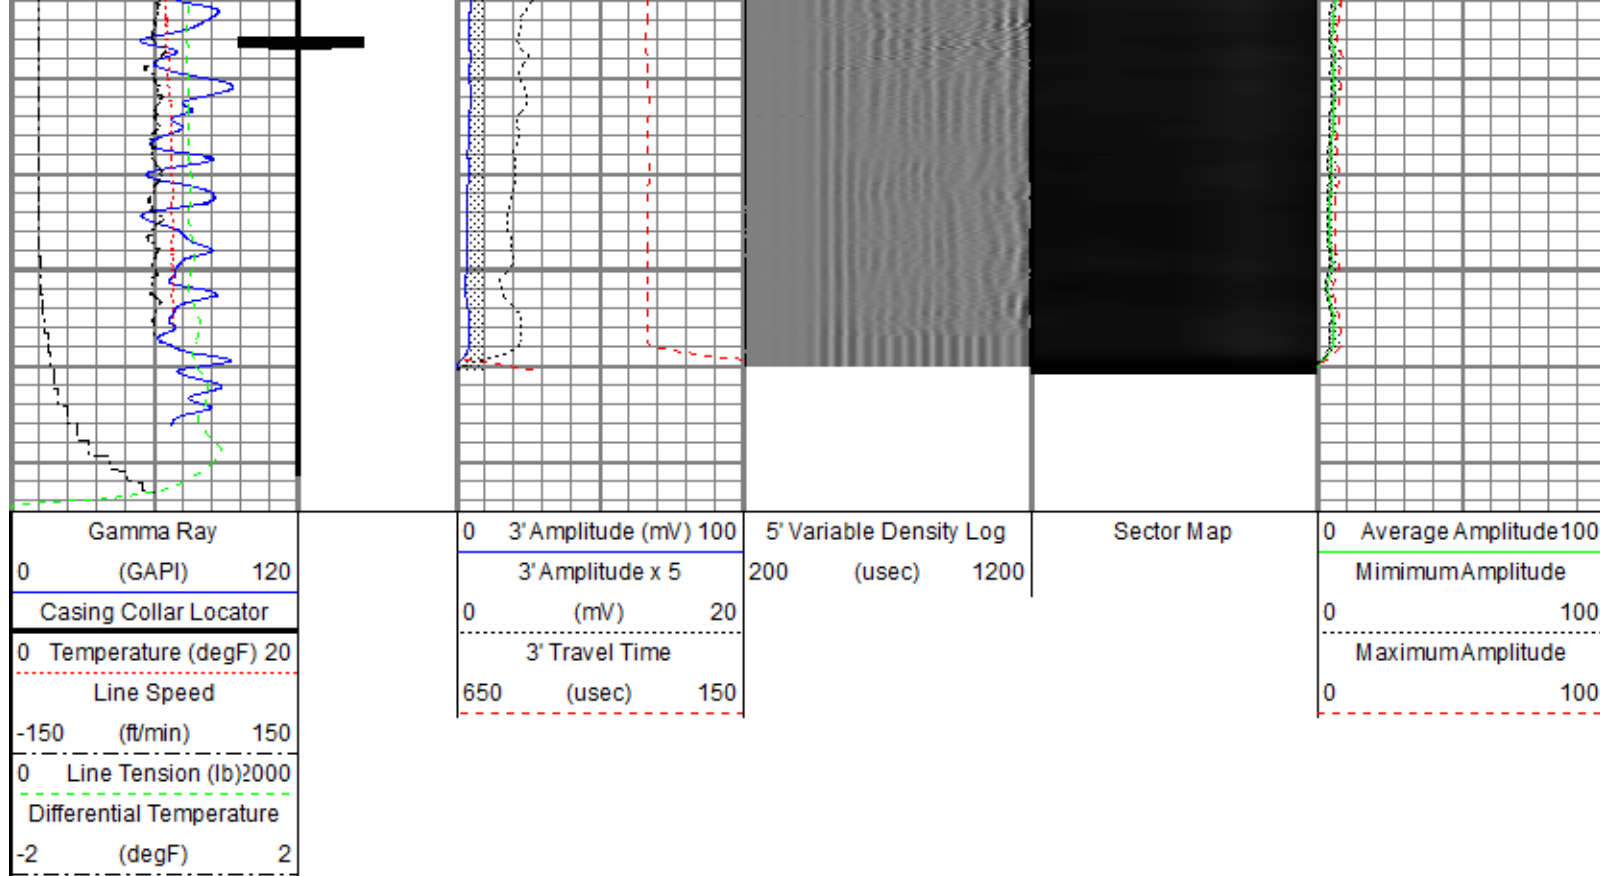 Gamma Ray
0 (GAPI) 120
Casing Collar Locator
0 Temperature (degF) 20
Line Speed
-150 (ft/min) 150
0 Line Tension (lb) 2000
Differential Temperature
-2 (degF) 2
0 3' Amplitude (mV) 100
3' Amplitude x 5
0 (mV) 20
3' Travel Time
650 (usec) 150
5' Variable Density Log
200 (usec) 1200
Sector Map
0 Average Amplitude 100
Mimimum Amplitude
0 100
Maximum Amplitude
0 100